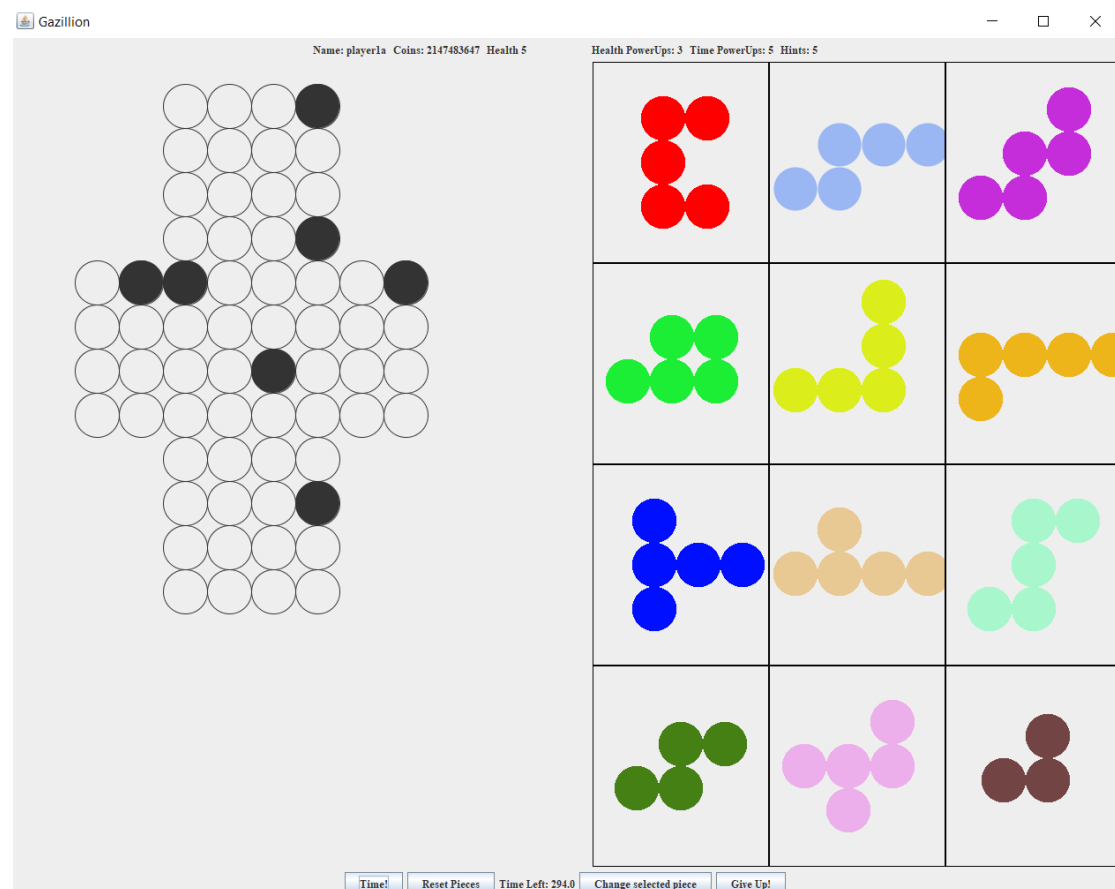 Gazillion
Name: player1a Coins: 2147483647 Health 5 Health PowerUps: 3 Time PowerUps: 5 Hints: 5
Time! Reset Pieces Time Left: 294.0 Change selected piece Give Up!